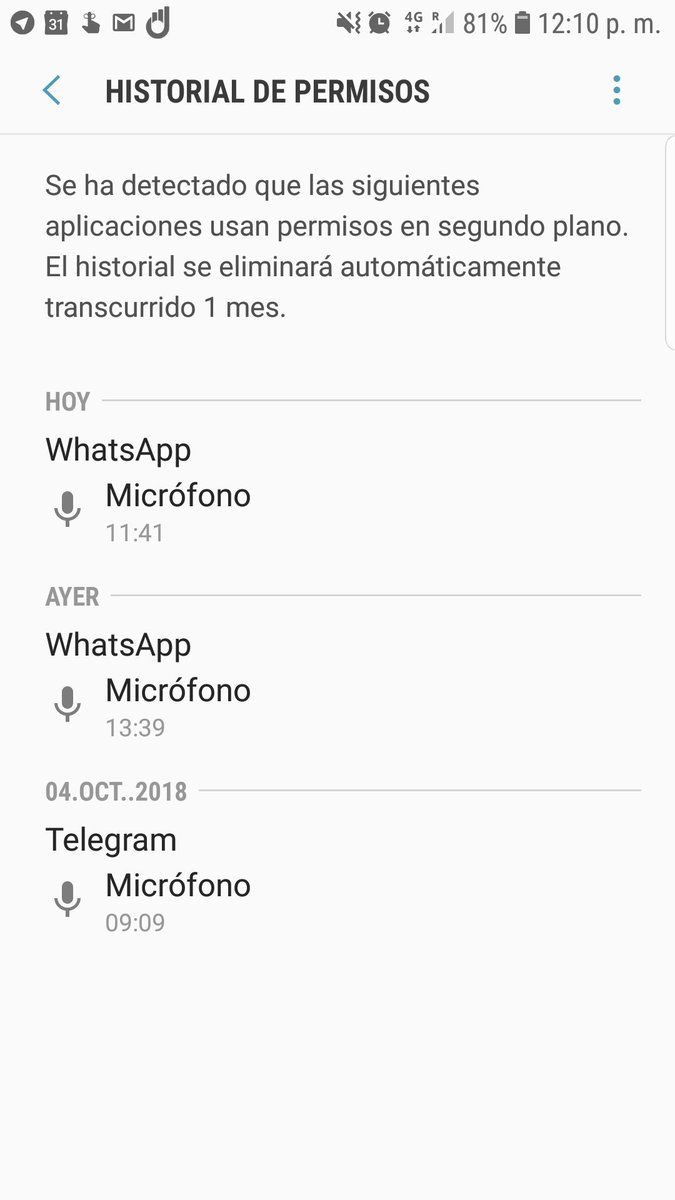 31 4G R 81% 12:10 p. m.
HISTORIAL DE PERMISOS
Se ha detectado que las siguientes
aplicaciones usan permisos en segundo plano.
El historial se eliminará automáticamente
transcurrido 1 mes.
HOY
WhatsApp
Micrófono
11:41
AYER
WhatsApp
Micrófono
13:39
04.OCT..2018
Telegram
Micrófono
09:09